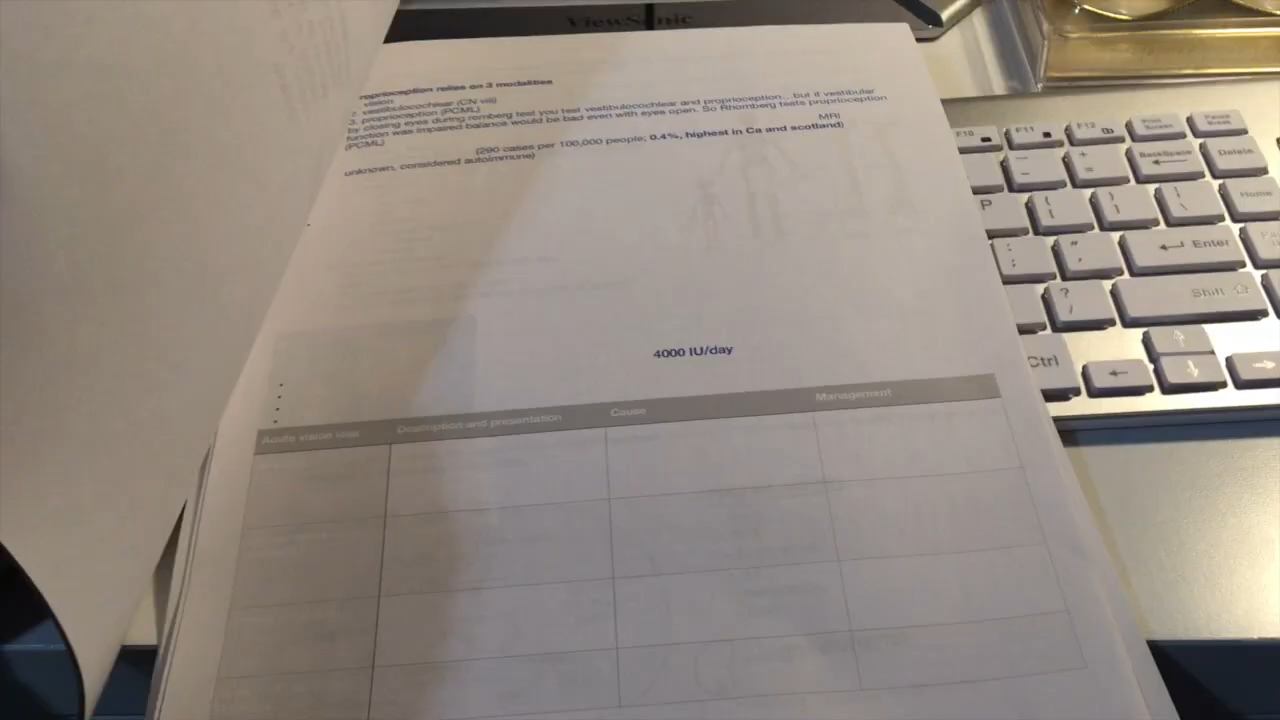 ViewSonic
roprioception relies on 3 modalities
vision
2. vestibulocochlear (CN viii)
3. proprioception (PCML)
by closing eyes during romberg test you test vestibulocochlear and proprioception...but if vestibular
function was impaired balance would be bad even with eyes open. So Rhomberg tests proprioception
(PCML)
MRI
(290 cases per 100,000 people; 0.4%, highest in Ca and scotland)
unknown, considered autoimmune)
4000 IU/day
Acute vision loss Description and presentation Cause Management
F10 F11 F12 Print Screen Pause Break
_ - + = BackSpace Delete
P { [ } ] | \ Home
: ; " , Enter
? / Shift
Ctrl